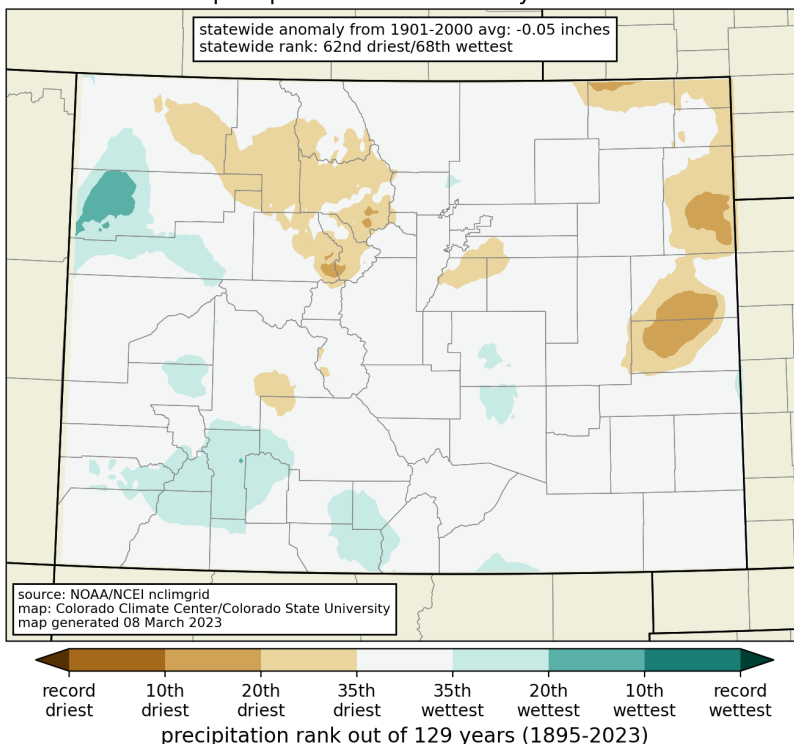 statewide anomaly from 1901-2000 avg: -0.05 inches
statewide rank: 62nd driest/68th wettest
source: NOAA/NCEI nclimgrid
map: Colorado Climate Center/Colorado State University
map generated 08 March 2023
record driest
10th driest
20th driest
35th driest
35th wettest
20th wettest
10th wettest
record wettest
precipitation rank out of 129 years (1895-2023)